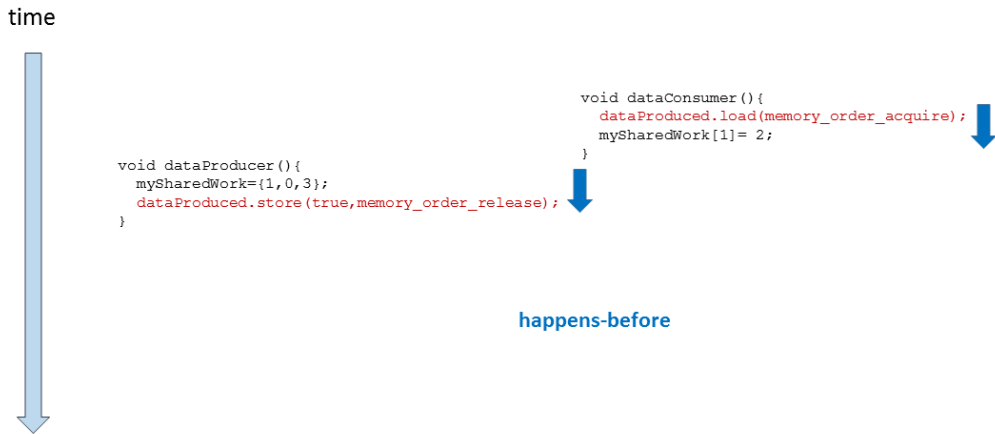 time
void dataConsumer(){
dataProduced.load(memory_order_acquire);
mySharedWork[1]= 2;
}
void dataProducer(){
mySharedWork={1,0,3};
dataProduced.store(true,memory_order_release);
}
happens-before